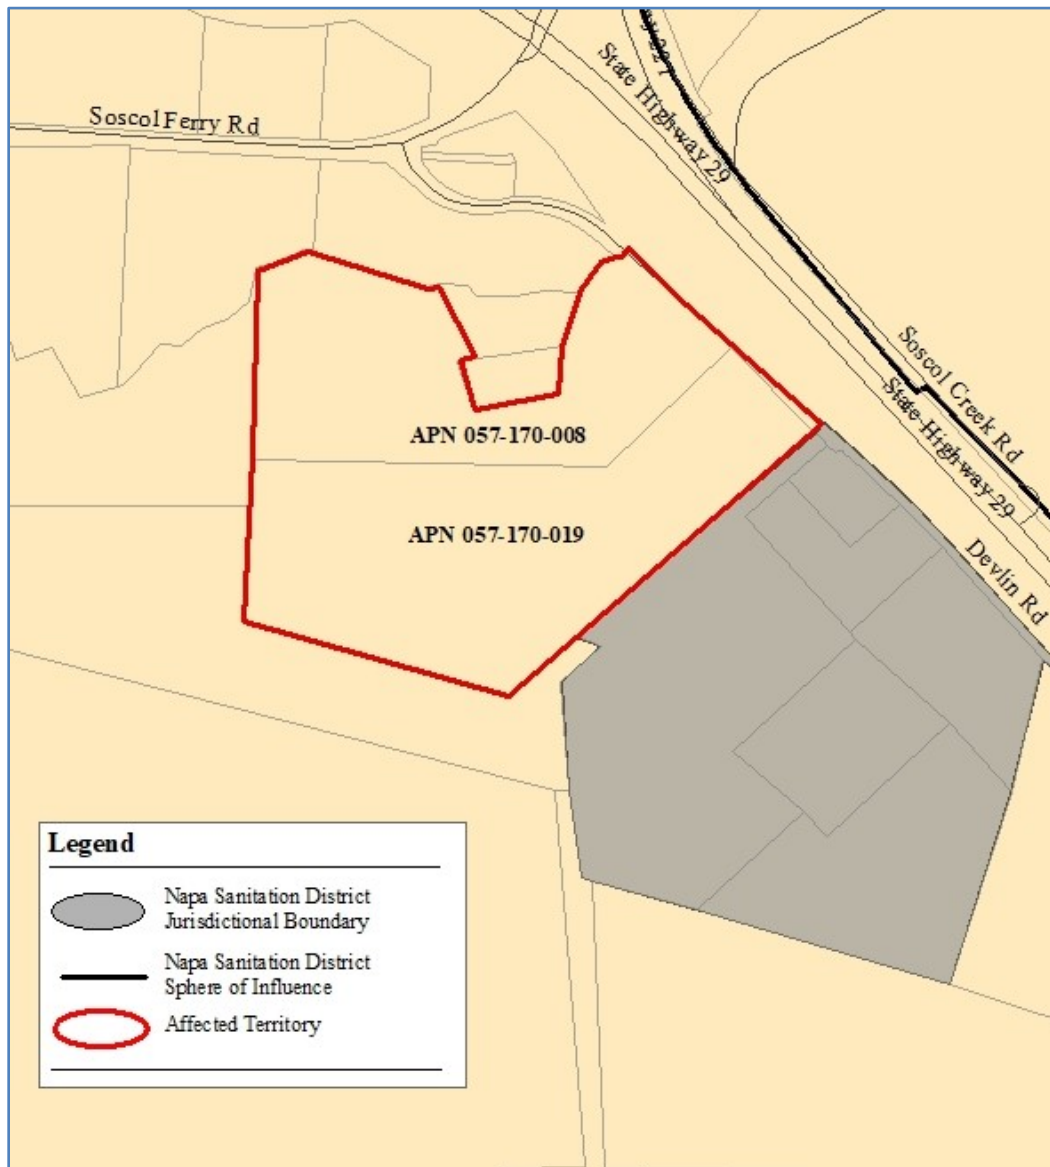 State Highway 29
Soscol Ferry Rd
Soscol Creek Rd
State Highway 29
APN 057-170-008
APN 057-170-019
Devlin Rd
Legend
Napa Sanitation District
Jurisdictional Boundary
Napa Sanitation District
Sphere of Influence
Affected Territory